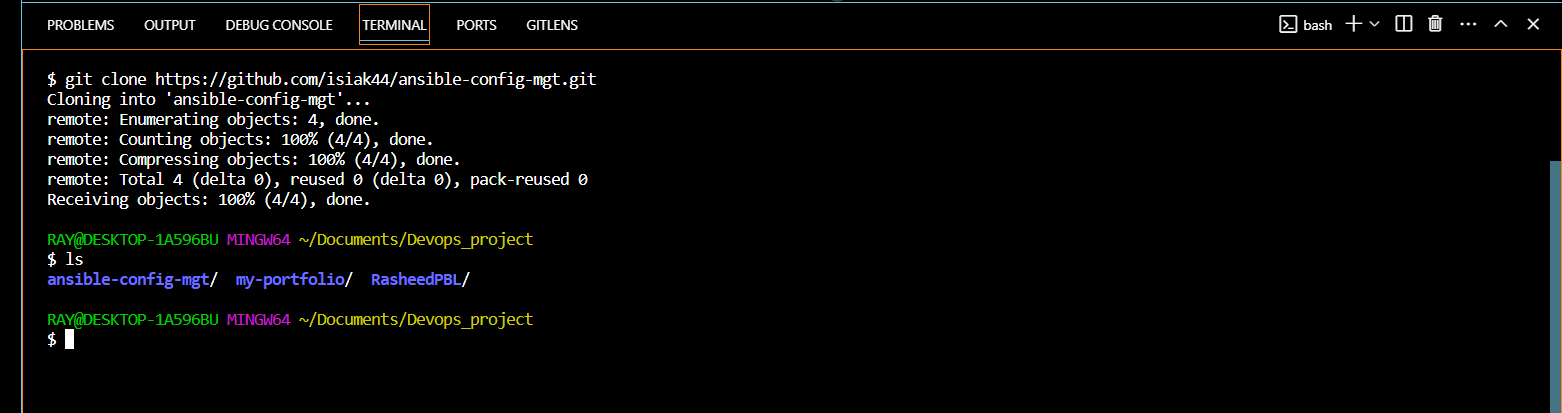 PROBLEMS OUTPUT DEBUG CONSOLE TERMINAL PORTS GITLENS bash
$ git clone https://github.com/isiak44/ansible-config-mgt.git
Cloning into 'ansible-config-mgt'...
remote: Enumerating objects: 4, done.
remote: Counting objects: 100% (4/4), done.
remote: Compressing objects: 100% (4/4), done.
remote: Total 4 (delta 0), reused 0 (delta 0), pack-reused 0
Receiving objects: 100% (4/4), done.
RAY@DESKTOP-1A596BU MINGW64 ~/Documents/Devops_project
$ ls
ansible-config-mgt/  my-portfolio/  RasheedPBL/
RAY@DESKTOP-1A596BU MINGW64 ~/Documents/Devops_project
$